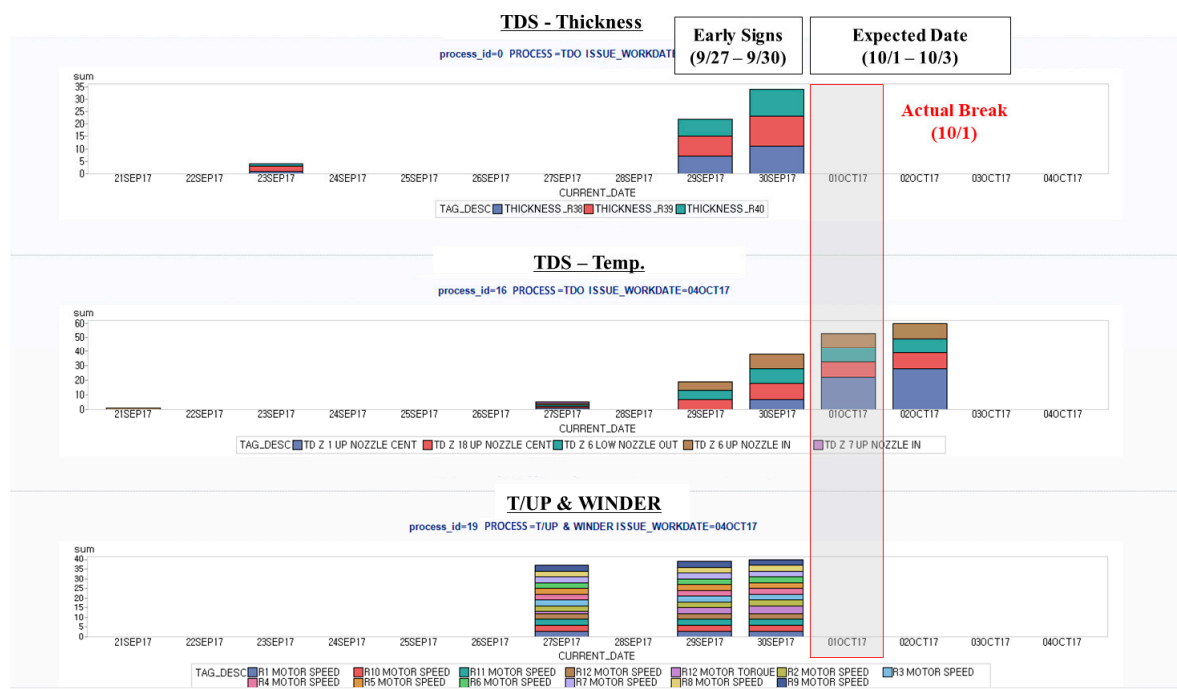 TDS - Thickness
Early Signs
(9/27 – 9/30)
Expected Date
(10/1 – 10/3)
process_id=0 PROCESS=TDO ISSUE_WORKDATE
Actual Break
(10/1)
sum
35
30
25
20
15
10
5
0
21SEP17 22SEP17 23SEP17 24SEP17 25SEP17 26SEP17 27SEP17 28SEP17 29SEP17 30SEP17 01OCT17 02OCT17 03OCT17 04OCT17
CURRENT_DATE
TAG_DESC THICKNESS_R38 THICKNESS_R39 THICKNESS_R40
TDS – Temp.
process_id=16 PROCESS=TDO ISSUE_WORKDATE=04OCT17
sum
60
50
40
30
20
10
0
21SEP17 22SEP17 23SEP17 24SEP17 25SEP17 26SEP17 27SEP17 28SEP17 29SEP17 30SEP17 01OCT17 02OCT17 03OCT17 04OCT17
CURRENT_DATE
TAG_DESC TD Z 1 UP NOZZLE CENT TD Z 18 UP NOZZLE CENT TD Z 6 LOW NOZZLE OUT TD Z 6 UP NOZZLE IN TD Z 7 UP NOZZLE IN
T/UP & WINDER
process_id=19 PROCESS=T/UP & WINDER ISSUE_WORKDATE=04OCT17
sum
40
35
30
25
20
15
10
5
0
21SEP17 22SEP17 23SEP17 24SEP17 25SEP17 26SEP17 27SEP17 28SEP17 29SEP17 30SEP17 01OCT17 02OCT17 03OCT17 04OCT17
CURRENT_DATE
TAG_DESC R1 MOTOR SPEED R10 MOTOR SPEED R11 MOTOR SPEED R12 MOTOR SPEED R12 MOTOR TORQUE R2 MOTOR SPEED R3 MOTOR SPEED
R4 MOTOR SPEED R5 MOTOR SPEED R6 MOTOR SPEED R7 MOTOR SPEED R8 MOTOR SPEED R9 MOTOR SPEED